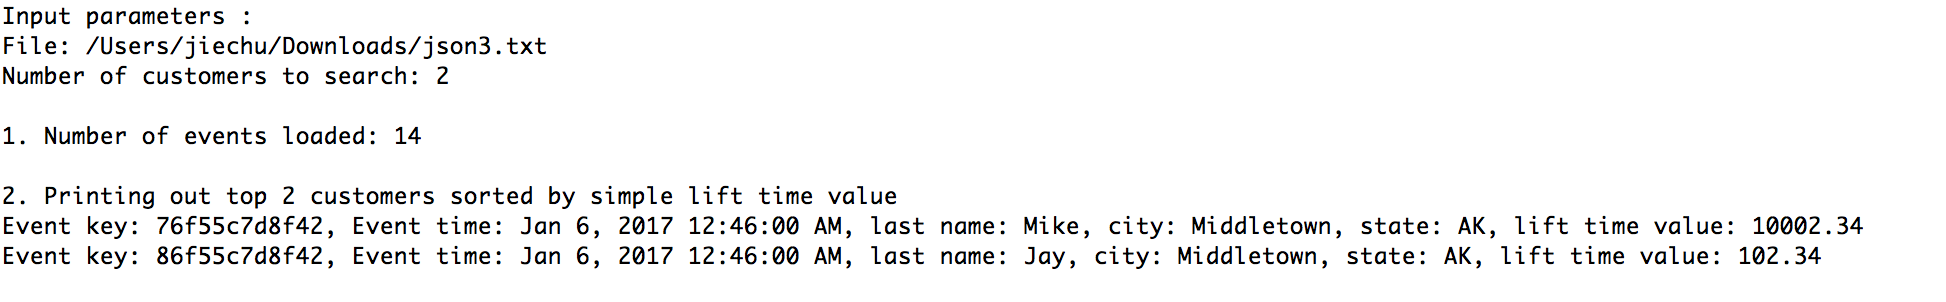 Input parameters :
File: /Users/jiechu/Downloads/json3.txt
Number of customers to search: 2
1. Number of events loaded: 14
2. Printing out top 2 customers sorted by simple lift time value
Event key: 76f55c7d8f42, Event time: Jan 6, 2017 12:46:00 AM, last name: Mike, city: Middletown, state: AK, lift time value: 10002.34
Event key: 86f55c7d8f42, Event time: Jan 6, 2017 12:46:00 AM, last name: Jay, city: Middletown, state: AK, lift time value: 102.34